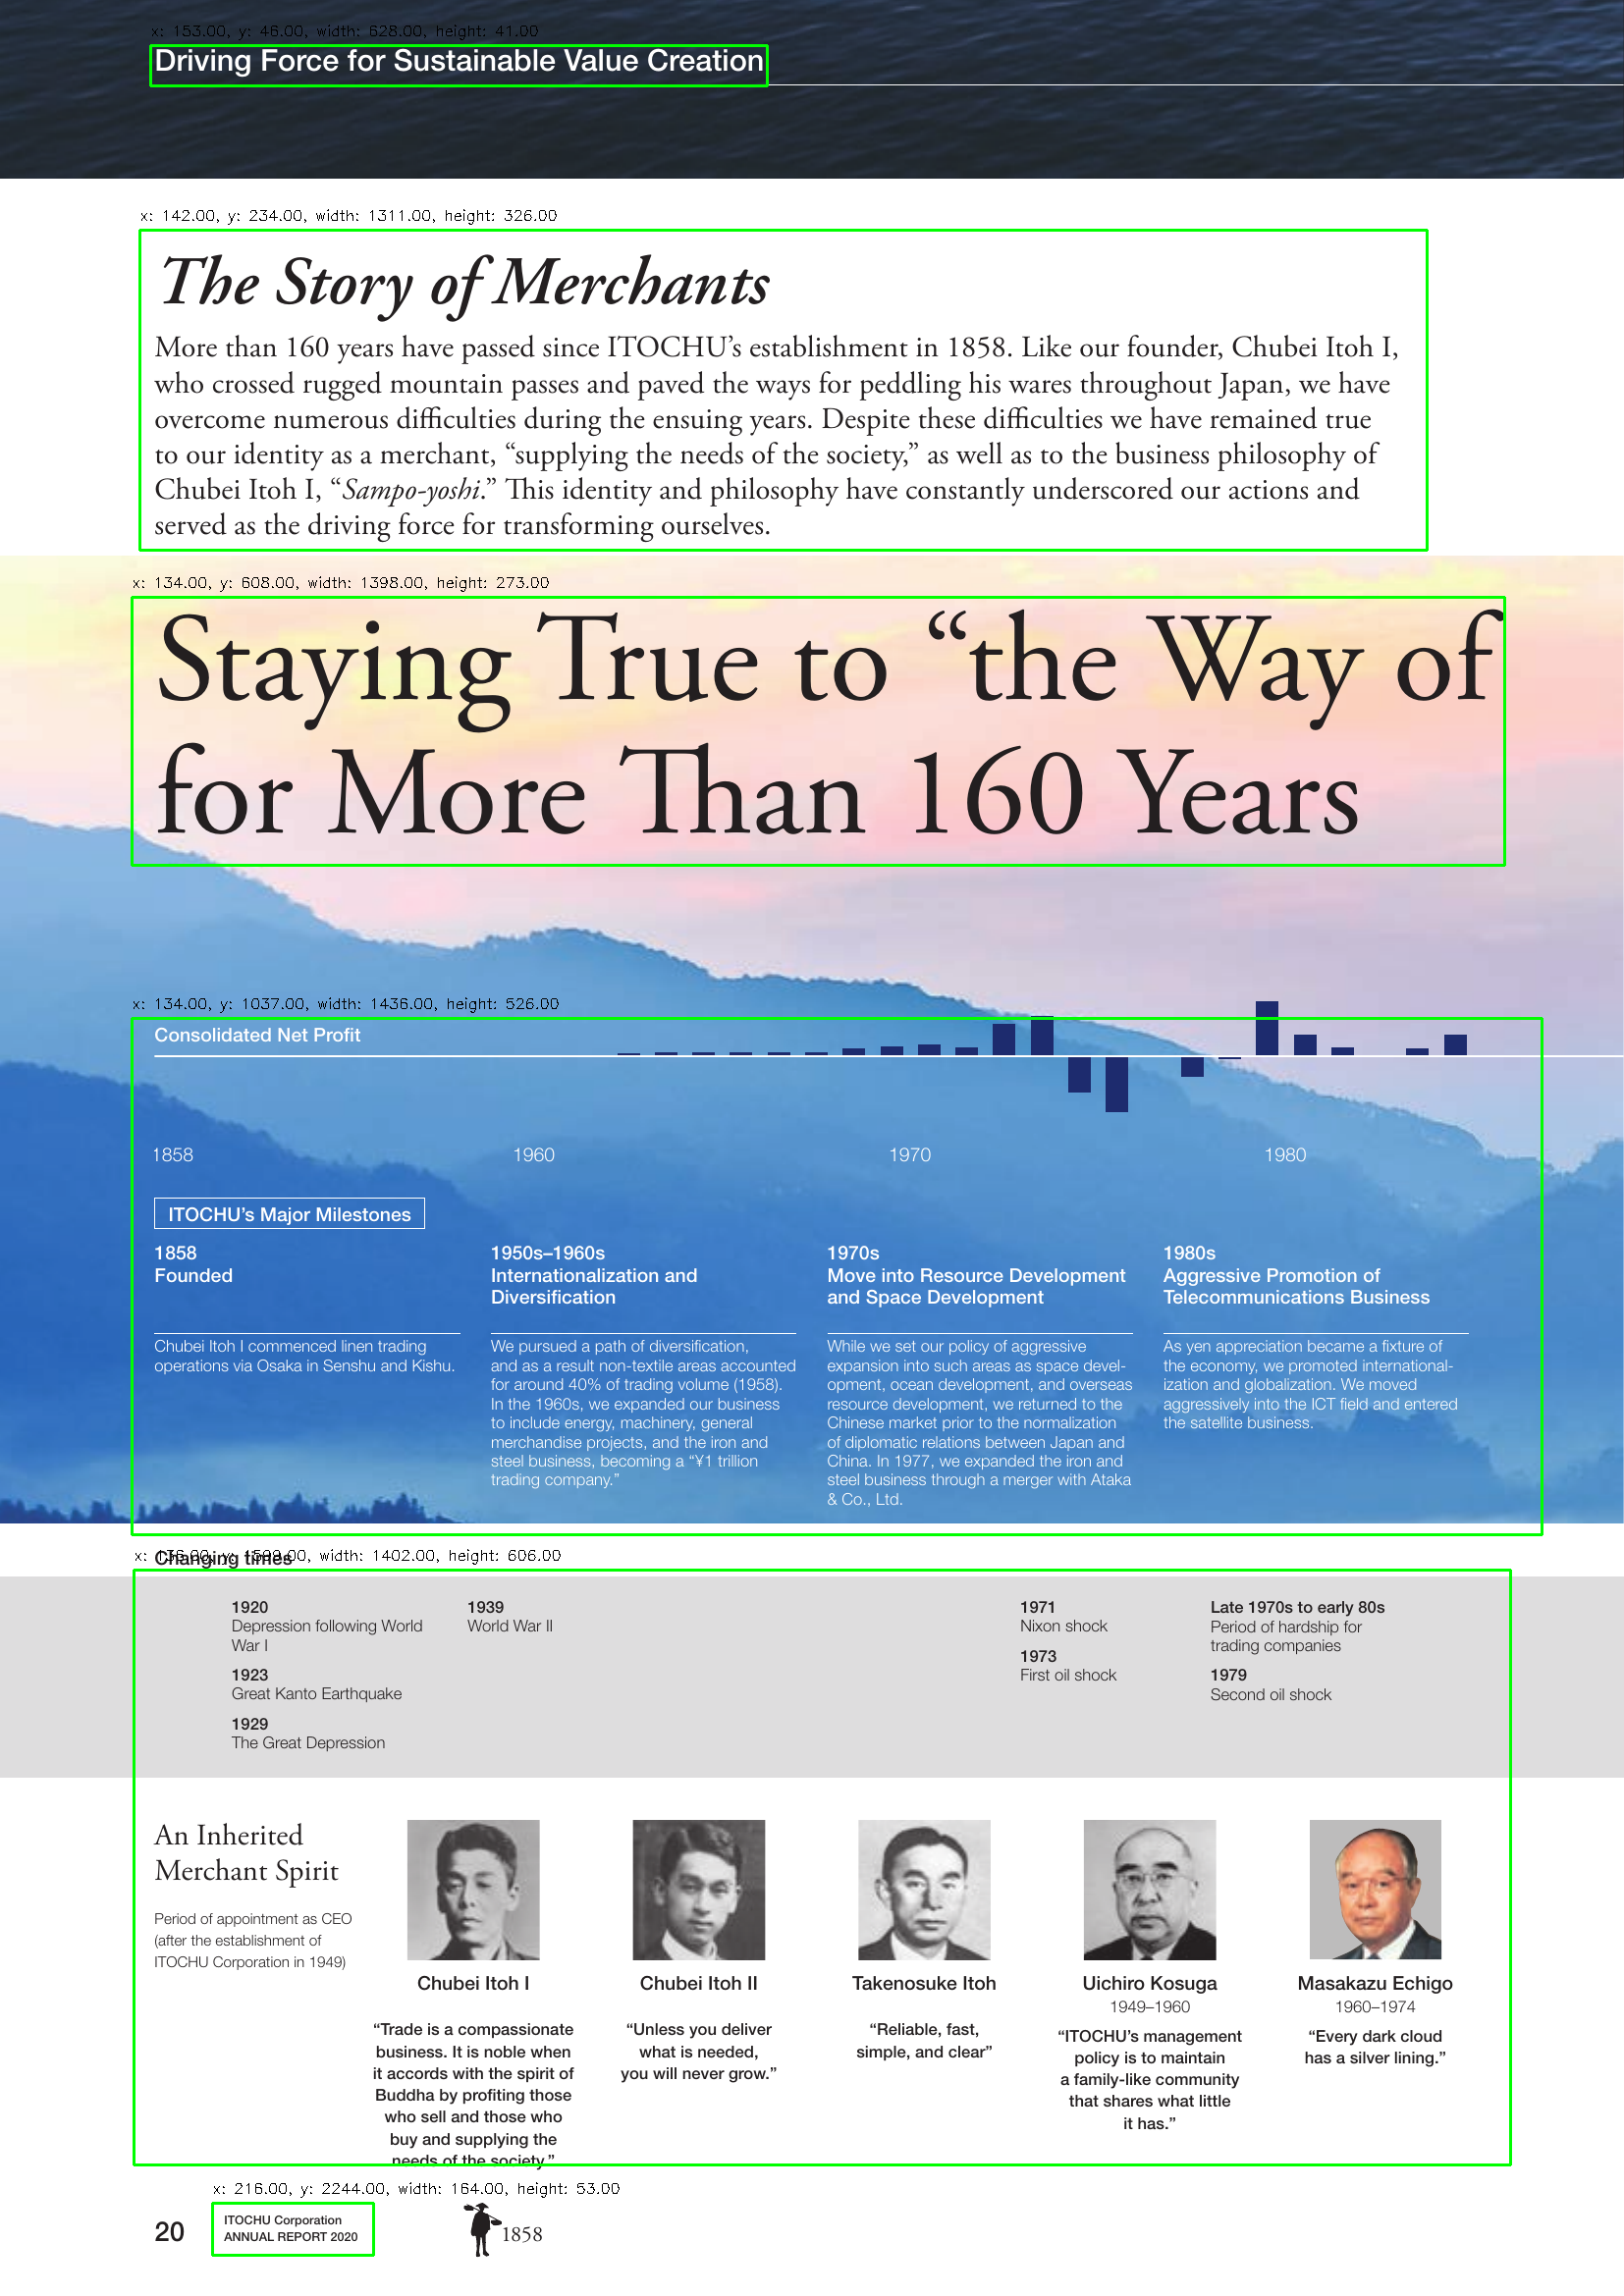 x: 153.00, y: 46.00, width: 628.00, height: 41.00
Driving Force for Sustainable Value Creation
x: 142.00, y: 234.00, width: 1311.00, height: 326.00
The Story of Merchants
More than 160 years have passed since ITOCHU’s establishment in 1858. Like our founder, Chubei Itoh I,
who crossed rugged mountain passes and paved the ways for peddling his wares throughout Japan, we have
overcome numerous difficulties during the ensuing years. Despite these difficulties we have remained true
to our identity as a merchant, “supplying the needs of the society,” as well as to the business philosophy of
Chubei Itoh I, “Sampo-yoshi.” This identity and philosophy have constantly underscored our actions and
served as the driving force for transforming ourselves.
x: 134.00, y: 608.00, width: 1398.00, height: 273.00
Staying True to “the Way of
for More Than 160 Years
x: 134.00, y: 1037.00, width: 1436.00, height: 526.00
Consolidated Net Profit
1858 1960 1970 1980
ITOCHU’s Major Milestones
1858
Founded
Chubei Itoh I commenced linen trading
operations via Osaka in Senshu and Kishu.
1950s–1960s
Internationalization and
Diversification
We pursued a path of diversification,
and as a result non-textile areas accounted
for around 40% of trading volume (1958).
In the 1960s, we expanded our business
to include energy, machinery, general
merchandise projects, and the iron and
steel business, becoming a “¥1 trillion
trading company.”
1970s
Move into Resource Development
and Space Development
While we set our policy of aggressive
expansion into such areas as space devel-
opment, ocean development, and overseas
resource development, we returned to the
Chinese market prior to the normalization
of diplomatic relations between Japan and
China. In 1977, we expanded the iron and
steel business through a merger with Ataka
& Co., Ltd.
1980s
Aggressive Promotion of
Telecommunications Business
As yen appreciation became a fixture of
the economy, we promoted international-
ization and globalization. We moved
aggressively into the ICT field and entered
the satellite business.
Changing times
x: y: width: 1402.00, height: 606.00
1920
Depression following World
War I
1923
Great Kanto Earthquake
1929
The Great Depression
1939
World War II
1971
Nixon shock
1973
First oil shock
Late 1970s to early 80s
Period of hardship for
trading companies
1979
Second oil shock
An Inherited
Merchant Spirit
Period of appointment as CEO
(after the establishment of
ITOCHU Corporation in 1949)
Chubei Itoh I
“Trade is a compassionate
business. It is noble when
it accords with the spirit of
Buddha by profiting those
who sell and those who
buy and supplying the
needs of the society.”
Chubei Itoh II
“Unless you deliver
what is needed,
you will never grow.”
Takenosuke Itoh
“Reliable, fast,
simple, and clear”
Uichiro Kosuga
1949–1960
“ITOCHU’s management
policy is to maintain
a family-like community
that shares what little
it has.”
Masakazu Echigo
1960–1974
“Every dark cloud
has a silver lining.”
x: 216.00, y: 2244.00, width: 164.00, height: 53.00
20
ITOCHU Corporation
ANNUAL REPORT 2020
1858